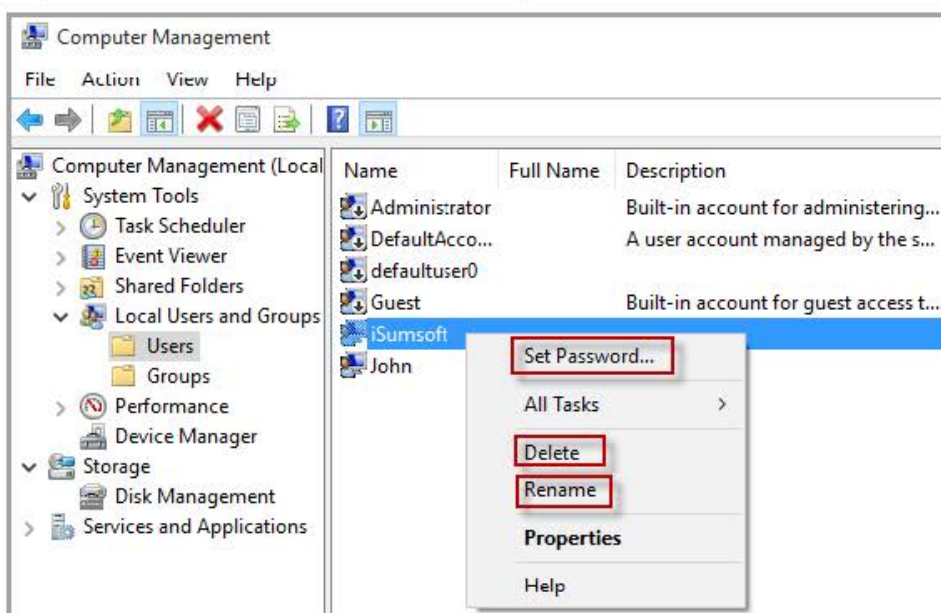 Computer Management
File Action View Help
Computer Management (Local
System Tools
Task Scheduler
Event Viewer
Shared Folders
Local Users and Groups
Users
Groups
Performance
Device Manager
Storage
Disk Management
Services and Applications
Name Full Name Description
Administrator Built-in account for administering...
DefaultAcco... A user account managed by the s...
defaultuser0
Guest Built-in account for guest access t...
iSumsoft
John
Set Password...
All Tasks
Delete
Rename
Properties
Help